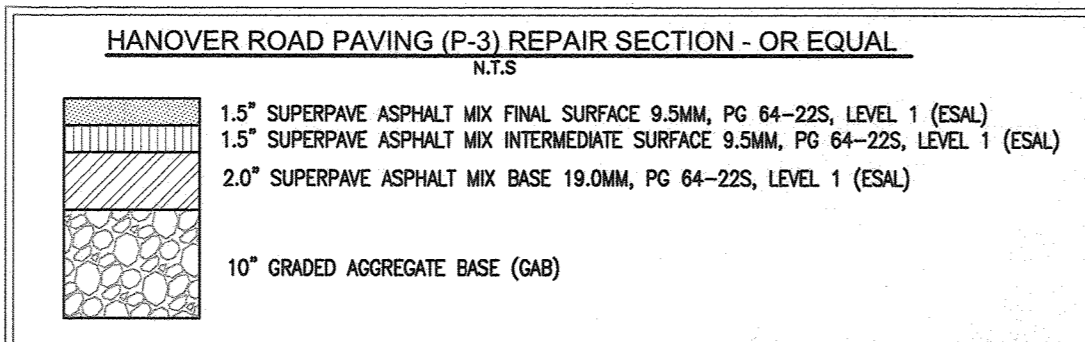 HANOVER ROAD PAVING (P-3) REPAIR SECTION - OR EQUAL
N.T.S
1.5" SUPERPAVE ASPHALT MIX FINAL SURFACE 9.5MM, PG 64-22S, LEVEL 1 (ESAL)
1.5" SUPERPAVE ASPHALT MIX INTERMEDIATE SURFACE 9.5MM, PG 64-22S, LEVEL 1 (ESAL)
2.0" SUPERPAVE ASPHALT MIX BASE 19.0MM, PG 64-22S, LEVEL 1 (ESAL)
10" GRADED AGGREGATE BASE (GAB)